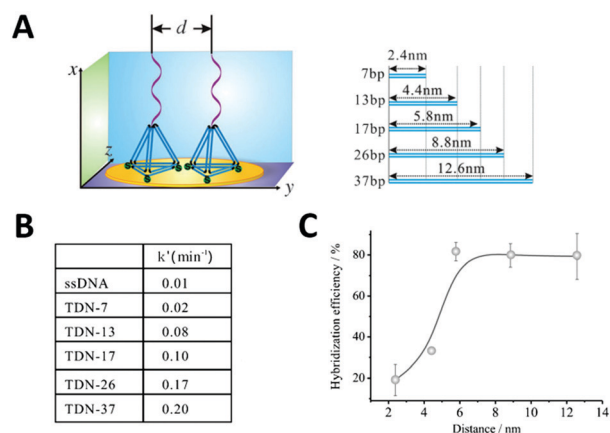 A
d
x
z
y
2.4nm
7bp
4.4nm
13bp
5.8nm
17bp
8.8nm
26bp
12.6nm
37bp
B
k'(min⁻¹)
ssDNA 0.01
TDN-7 0.02
TDN-13 0.08
TDN-17 0.10
TDN-26 0.17
TDN-37 0.20
C
Hybridization efficiency / %
80
60
40
20
0
2 4 6 8 10 12 14
Distance / nm